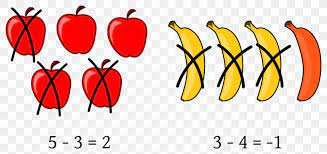 5 - 3 = 2
3 - 4 = -1